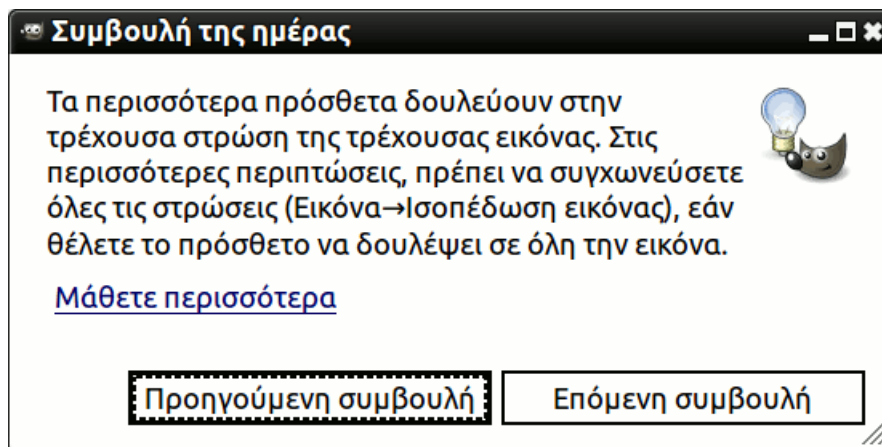 Συμβουλή της ημέρας
Τα περισσότερα πρόσθετα δουλεύουν στην
τρέχουσα στρώση της τρέχουσας εικόνας. Στις
περισσότερες περιπτώσεις, πρέπει να συγχωνεύσετε
όλες τις στρώσεις (Εικόνα→Ισοπέδωση εικόνας), εάν
θέλετε το πρόσθετο να δουλέψει σε όλη την εικόνα.
Μάθετε περισσότερα
Προηγούμενη συμβουλή Επόμενη συμβουλή